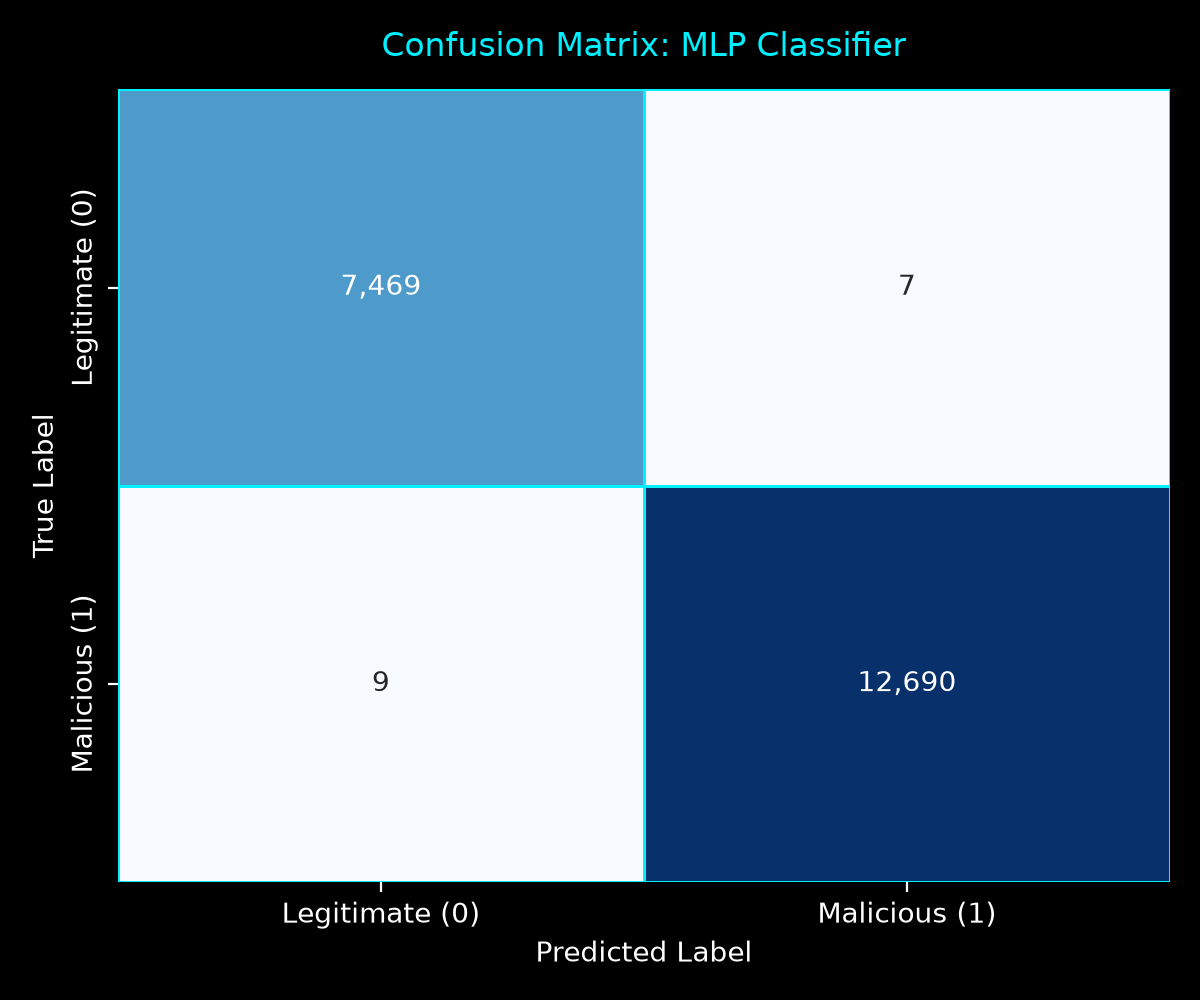 Confusion Matrix: MLP Classifier
True Label
Legitimate (0)
7,469
7
Malicious (1)
9
12,690
Legitimate (0)
Malicious (1)
Predicted Label